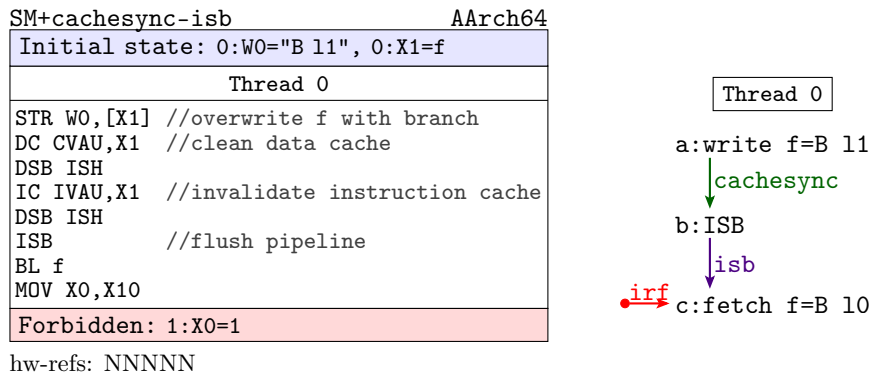 SM+cachesync-isb AArch64
Initial state: 0:W0="B l1", 0:X1=f
Thread 0
STR W0,[X1] //overwrite f with branch
DC CVAU,X1 //clean data cache
DSB ISH
IC IVAU,X1 //invalidate instruction cache
DSB ISH
ISB //flush pipeline
BL f
MOV X0,X10
Forbidden: 1:X0=1
hw-refs: NNNNN
Thread 0
a:write f=B l1
cachesync
b:ISB
isb
irf
c:fetch f=B l0